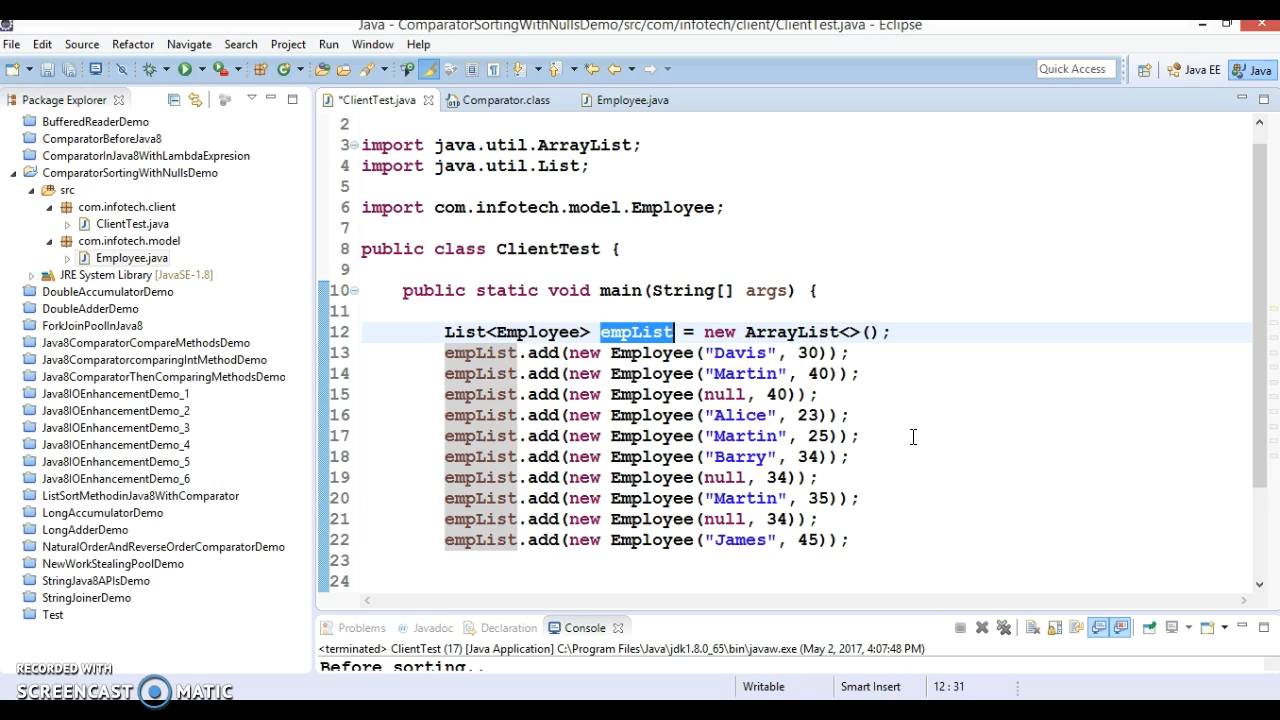 Java - ComparatorSortingWithNullsDemo/src/com/infotech/client/ClientTest.java - Eclipse
File Edit Source Refactor Navigate Search Project Run Window Help
Quick Access Java EE Java
Package Explorer
BufferedReaderDemo
ComparatorBeforeJava8
ComparatorInJava8WithLambdaExpresion
ComparatorSortingWithNullsDemo
src
com.infotech.client
ClientTest.java
com.infotech.model
Employee.java
JRE System Library [JavaSE-1.8]
DoubleAccumulatorDemo
DoubleAdderDemo
ForkJoinPoolInJava8
Java8ComparatorCompareMethodsDemo
Java8ComparatorcomparingIntMethodDemo
Java8ComparatorThenComparingMethodsDemo
Java8IOEnhancementDemo_1
Java8IOEnhancementDemo_2
Java8IOEnhancementDemo_3
Java8IOEnhancementDemo_4
Java8IOEnhancementDemo_5
Java8IOEnhancementDemo_6
ListSortMethodinJava8WithComparator
LongAccumulatorDemo
LongAdderDemo
NaturalOrderAndReverseOrderComparatorDemo
NewWorkStealingPoolDemo
StringJava8APIsDemo
StringJoinerDemo
Test
*ClientTest.java Comparator.class Employee.java
2
3 import java.util.ArrayList;
4 import java.util.List;
5
6 import com.infotech.model.Employee;
7
8 public class ClientTest {
9
10 public static void main(String[] args) {
11
12 List<Employee> empList = new ArrayList<>();
13 empList.add(new Employee("Davis", 30));
14 empList.add(new Employee("Martin", 40));
15 empList.add(new Employee(null, 40));
16 empList.add(new Employee("Alice", 23));
17 empList.add(new Employee("Martin", 25));
18 empList.add(new Employee("Barry", 34));
19 empList.add(new Employee(null, 34));
20 empList.add(new Employee("Martin", 35));
21 empList.add(new Employee(null, 34));
22 empList.add(new Employee("James", 45));
23
24
Problems Javadoc Declaration Console
<terminated> ClientTest (17) [Java Application] C:\Program Files\Java\jdk1.8.0_65\bin\javaw.exe (May 2, 2017, 4:07:48 PM)
Before sorting..
Writable Smart Insert 12 : 31
RECORDED WITH
SCREENCAST MATIC